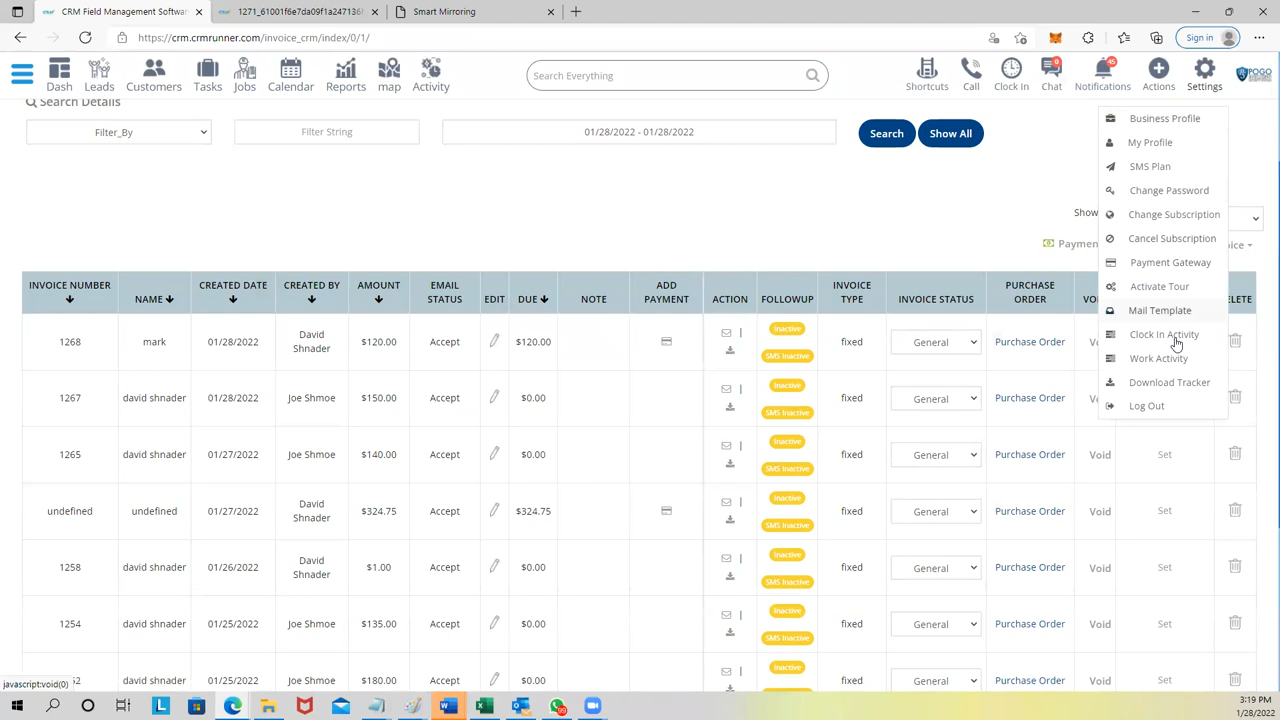 CRM Field Management Softwar
1271_61001f6e7da09f1a247136
Smart Mirroring
https://crm.crmrunner.com/invoice_crm/index/0/1/
Sign in
Dash
Leads
Customers
Tasks
Jobs
Calendar
Reports
map
Activity
Search Everything
Shortcuts
Call
Clock In
0
Chat
45
Notifications
Actions
Settings
POGO
Search Details
Filter_By
Filter String
01/28/2022 - 01/28/2022
Search
Show All
Business Profile
My Profile
SMS Plan
Change Password
Change Subscription
Cancel Subscription
Payment Gateway
Activate Tour
Mail Template
Clock In Activity
Work Activity
Download Tracker
Log Out
Show
Paymen
oice
INVOICE NUMBER NAME CREATED DATE CREATED BY AMOUNT EMAIL STATUS EDIT DUE NOTE ADD PAYMENT ACTION FOLLOWUP INVOICE TYPE INVOICE STATUS PURCHASE ORDER VO ELETE
1268 mark 01/28/2022 David Shnader $120.00 Accept $120.00 | Inactive SMS Inactive fixed General Purchase Order Vo
1267 david shnader 01/28/2022 Joe Shmoe $150.00 Accept $0.00 | Inactive SMS Inactive fixed General Purchase Order Vo
1265 david shnader 01/27/2022 Joe Shmoe $140.00 Accept $0.00 | Inactive SMS Inactive fixed General Purchase Order Void Set
undefined undefined 01/27/2022 David Shnader $324.75 Accept $324.75 | Inactive SMS Inactive fixed General Purchase Order Void Set
1258 david shnader 01/26/2022 David Shnader $1.00 Accept $0.00 | Inactive SMS Inactive fixed General Purchase Order Void Set
1254 david shnader 01/25/2022 Joe Shmoe $135.00 Accept $0.00 | Inactive SMS Inactive fixed General Purchase Order Void Set
2 david shnader 01/25/2022 Joe Shmoe $180.00 Accept $0.00 | Inactive fixed General Purchase Order Void Set
javascript:void(0)
3:19 PM
1/28/2022